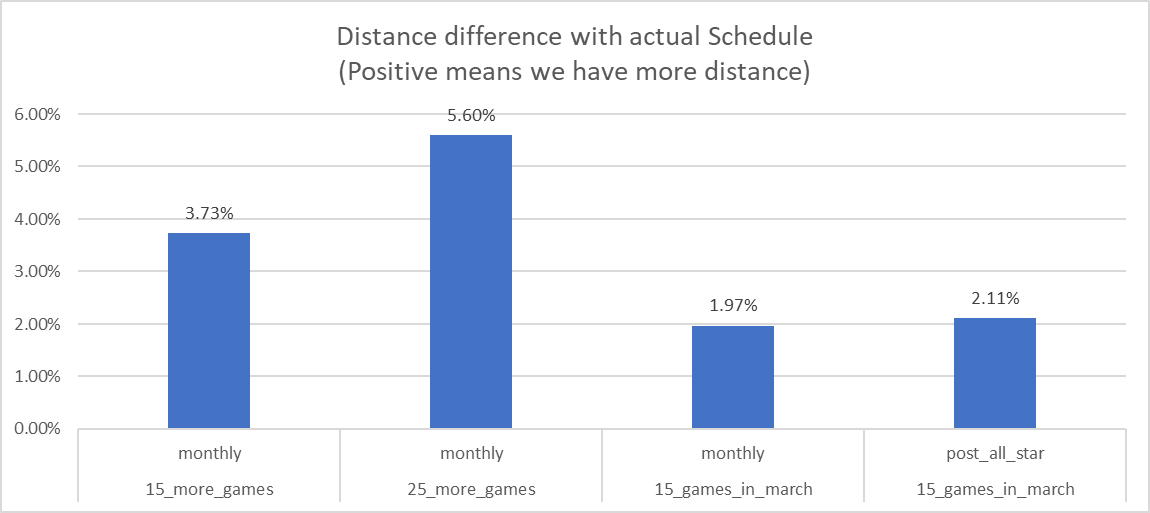 Distance difference with actual Schedule
(Positive means we have more distance)
6.00%
5.00%
4.00%
3.00%
2.00%
1.00%
0.00%
3.73%
5.60%
1.97%
2.11%
monthly monthly monthly post_all_star
15_more_games 25_more_games 15_games_in_march 15_games_in_march